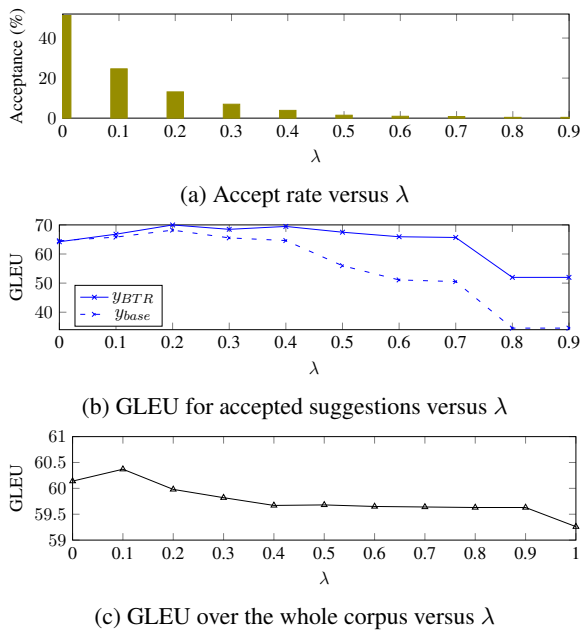 40
20
0
Acceptance (%)
0 0.1 0.2 0.3 0.4 0.5 0.6 0.7 0.8 0.9
λ
(a) Accept rate versus λ
70
60
50
40
GLEU
y_BTR
y_base
0 0.1 0.2 0.3 0.4 0.5 0.6 0.7 0.8 0.9
λ
(b) GLEU for accepted suggestions versus λ
61
60.5
60
59.5
59
GLEU
0 0.1 0.2 0.3 0.4 0.5 0.6 0.7 0.8 0.9 1
λ
(c) GLEU over the whole corpus versus λ